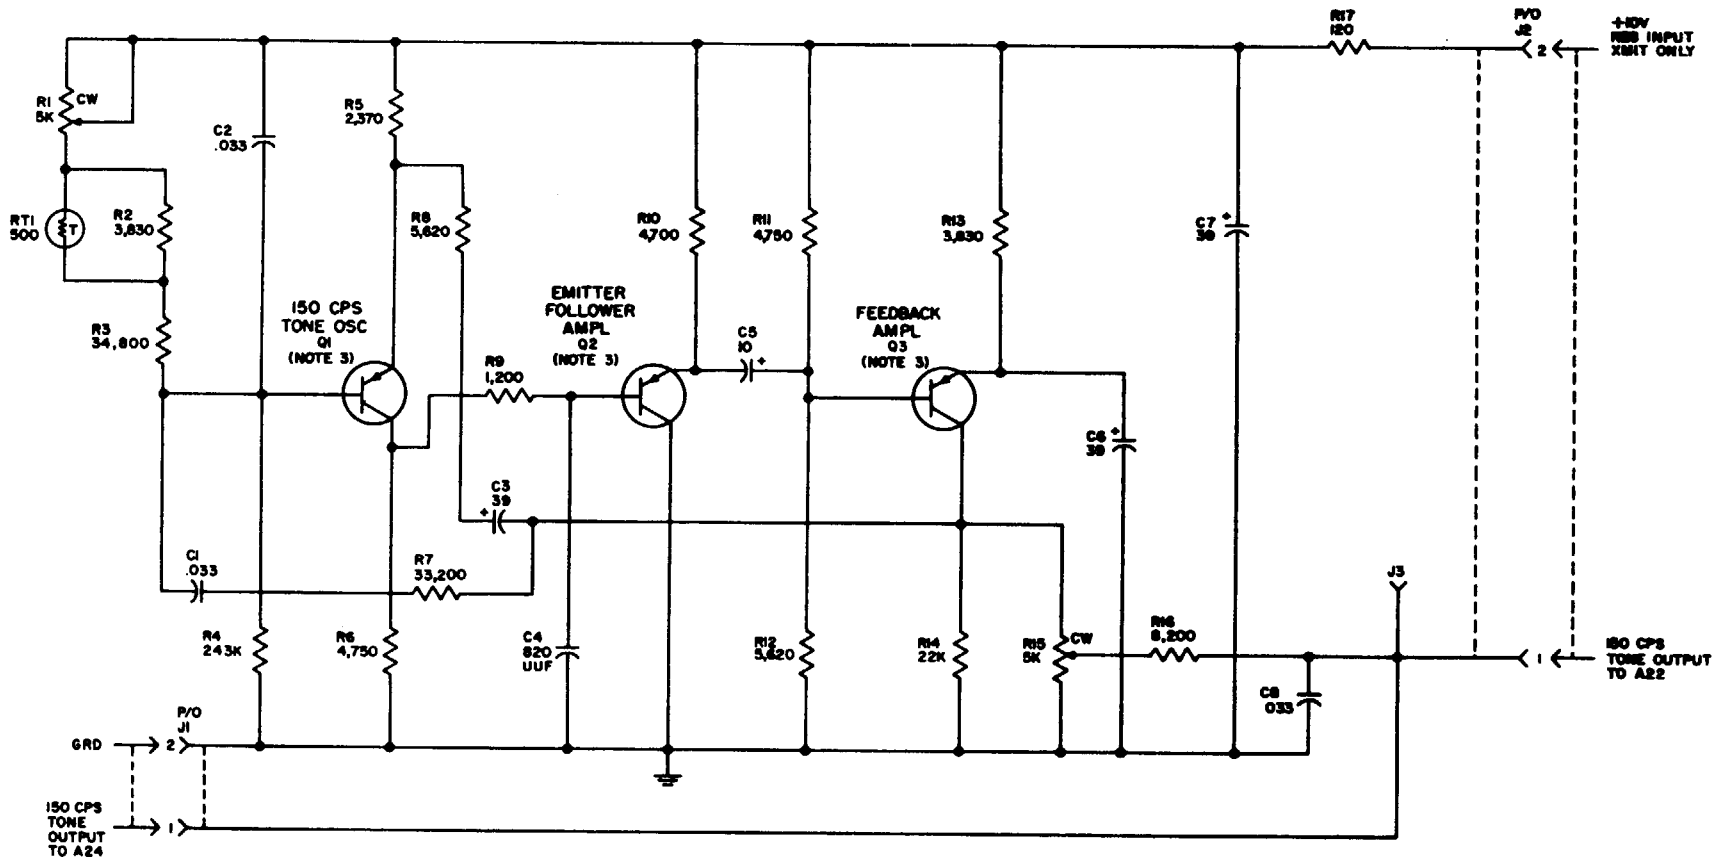 R17
120
P/O
J2
+10V
INPUT
XMIT ONLY
2
R1
5K
CW
C2
.033
R5
2,370
RT1
500
T
R2
3,830
R8
5,620
R10
4,700
R11
4,750
R13
3,830
C7
+
39
R3
34,800
150 CPS
TONE OSC
Q1
(NOTE 3)
EMITTER
FOLLOWER
AMPL
Q2
(NOTE 3)
FEEDBACK
AMPL
Q3
(NOTE 3)
R9
1,200
C5
10
+
C6
+
39
C3
39
+
C1
.033
R7
33,200
J3
R4
243K
R6
4,750
C4
820
UUF
R12
5,620
R14
22K
R15
5K
CW
R16
8,200
C8
.033
1
150 CPS
TONE OUTPUT
TO A22
P/O
J1
GRD
2
150 CPS
TONE
OUTPUT
TO A24
1